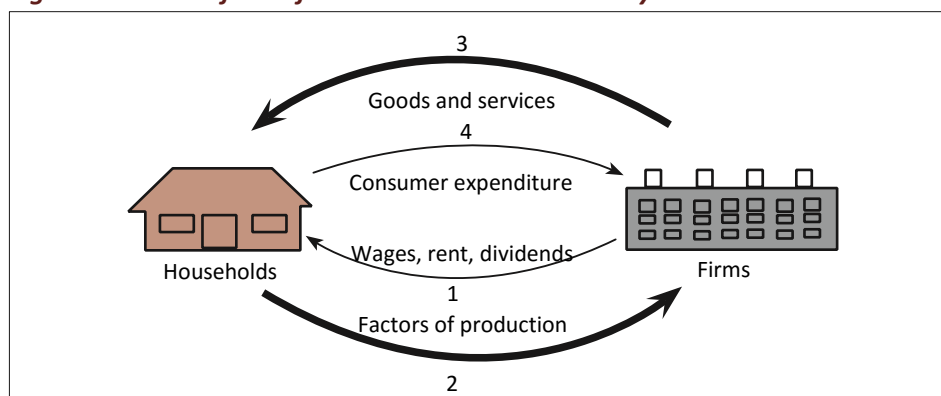 3
Goods and services
4
Consumer expenditure
Wages, rent, dividends
Households
Firms
1
Factors of production
2